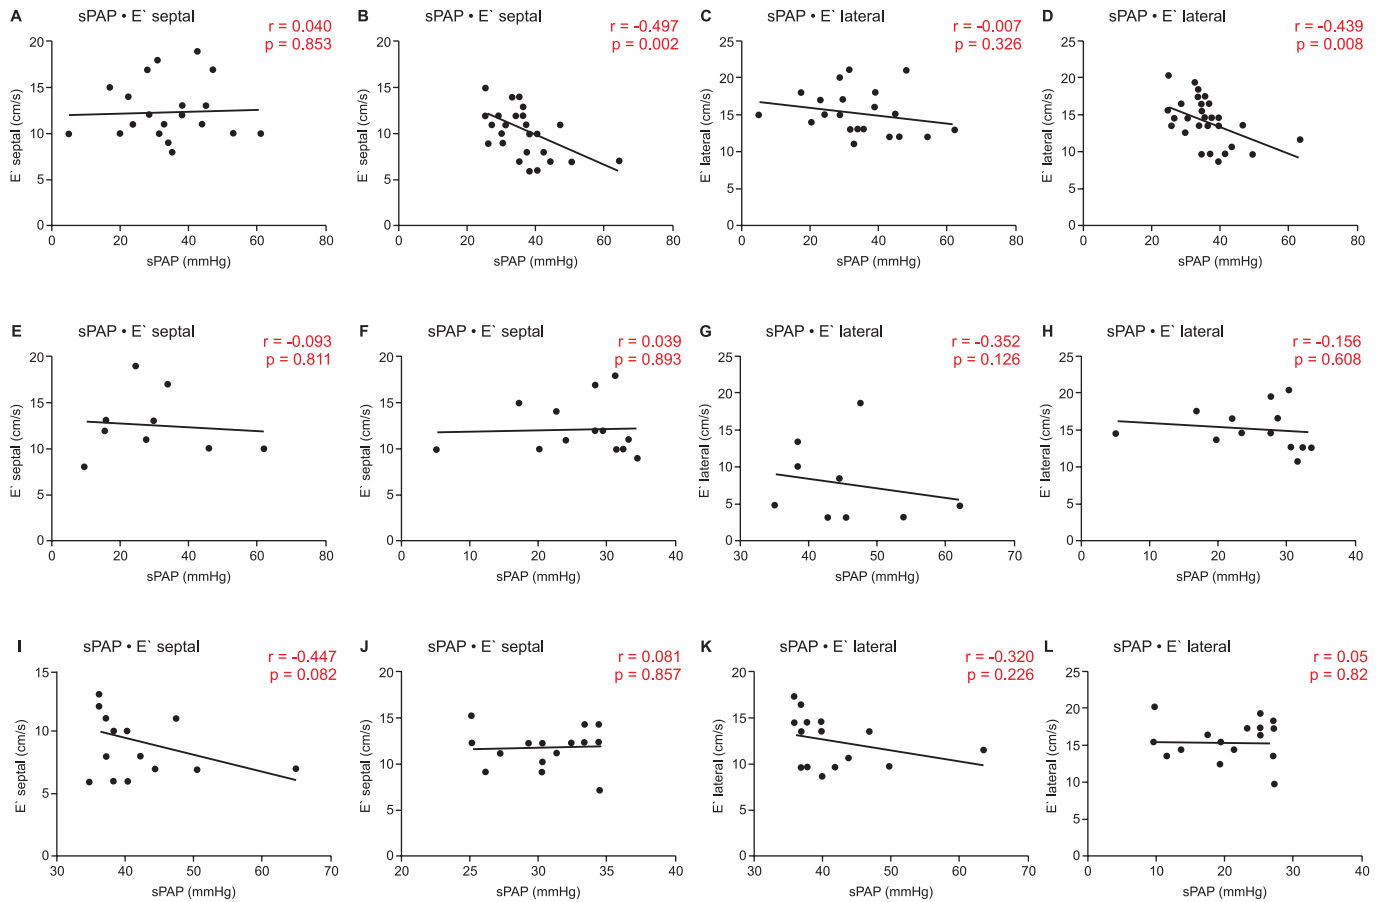 A sPAP • E` septal
r = 0.040
p = 0.853
20
15
10
5
0
E` septal (cm/s)
0 20 40 60 80
sPAP (mmHg)
B sPAP • E` septal
r = -0.497
p = 0.002
20
15
10
5
0
E` septal (cm/s)
0 20 40 60 80
sPAP (mmHg)
C sPAP • E` lateral
r = -0.007
p = 0.326
25
20
15
10
5
0
E` lateral (cm/s)
0 20 40 60 80
sPAP (mmHg)
D sPAP • E` lateral
r = -0.439
p = 0.008
25
20
15
10
5
0
E` lateral (cm/s)
0 20 40 60 80
sPAP (mmHg)
E sPAP • E` septal
r = -0.093
p = 0.811
20
15
10
5
0
E` septal (cm/s)
0 20 40 60 80
sPAP (mmHg)
F sPAP • E` septal
r = 0.039
p = 0.893
20
15
10
5
0
E` septal (cm/s)
0 10 20 30 40
sPAP (mmHg)
G sPAP • E` lateral
r = -0.352
p = 0.126
25
20
15
10
5
0
E` lateral (cm/s)
30 40 50 60 70
sPAP (mmHg)
H sPAP • E` lateral
r = -0.156
p = 0.608
25
20
15
10
5
0
E` lateral (cm/s)
0 10 20 30 40
sPAP (mmHg)
I sPAP • E` septal
r = -0.447
p = 0.082
15
10
5
0
E` septal (cm/s)
30 40 50 60 70
sPAP (mmHg)
J sPAP • E` septal
r = 0.081
p = 0.857
20
15
10
5
0
E` septal (cm/s)
20 25 30 35 40
sPAP (mmHg)
K sPAP • E` lateral
r = -0.320
p = 0.226
20
15
10
5
0
E` lateral (cm/s)
30 40 50 60 70
sPAP (mmHg)
L sPAP • E` lateral
r = 0.05
p = 0.82
25
20
15
10
5
0
E` lateral (cm/s)
0 10 20 30 40
sPAP (mmHg)